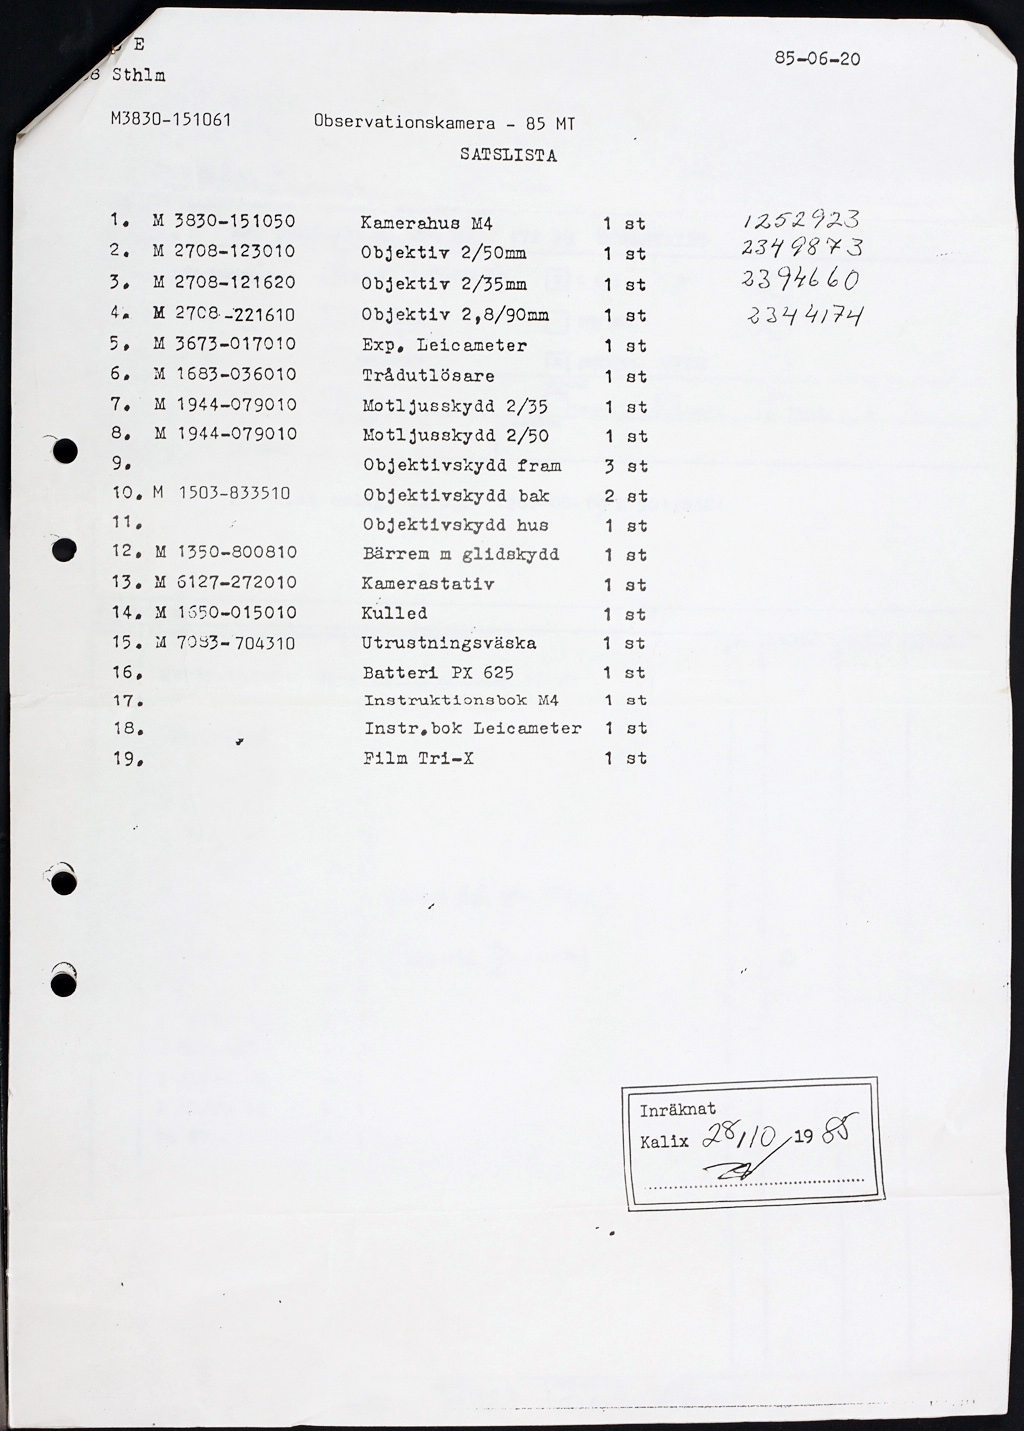 E
85-06-20
Sthlm
M3830-151061 Observationskamera - 85 MT
SATSLISTA
1. M 3830-151050 Kamerahus M4 1 st 1252923
2. M 2708-123010 Objektiv 2/50mm 1 st 2349873
3. M 2708-121620 Objektiv 2/35mm 1 st 2394660
4. M 2708-221610 Objektiv 2,8/90mm 1 st 2344174
5. M 3673-017010 Exp. Leicameter 1 st
6. M 1683-036010 Trådutlösare 1 st
7. M 1944-079010 Motljusskydd 2/35 1 st
8. M 1944-079010 Motljusskydd 2/50 1 st
9. Objektivskydd fram 3 st
10. M 1503-833510 Objektivskydd bak 2 st
11. Objektivskydd hus 1 st
12. M 1350-800810 Bärrem m glidskydd 1 st
13. M 6127-272010 Kamerastativ 1 st
14. M 1650-015010 Kulled 1 st
15. M 7093-704310 Utrustningsväska 1 st
16. Batteri PX 625 1 st
17. Instruktionsbok M4 1 st
18. Instr.bok Leicameter 1 st
19. Film Tri-X 1 st
Inräknat
Kalix 28/10 1985